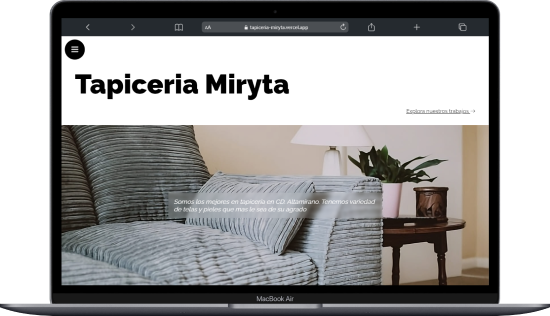 AA
tapiceria-miryta.vercel.app
Tapiceria Miryta
Explora nuestros trabajos →
Somos los mejores en tapiceria en CD. Altamirano. Tenemos variedad
de telas y pieles que mas le sea de su agrado
MacBook Air